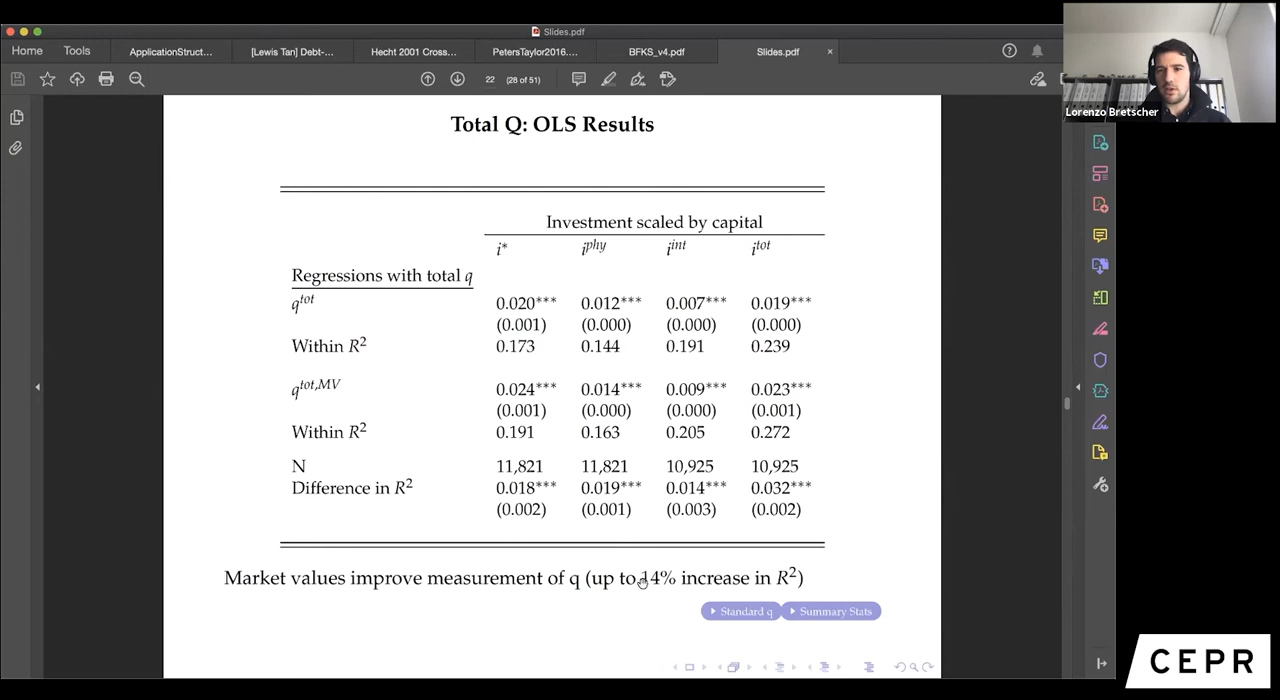 Slides.pdf
Home Tools ApplicationStruct... [Lewis Tan] Debt-... Hecht 2001 Cross... PetersTaylor2016.... BFKS_v4.pdf Slides.pdf ×
22 (28 of 51)
Lorenzo Bretscher
Total Q: OLS Results
Investment scaled by capital
i* i^phy i^int i^tot
Regressions with total q
q^tot 0.020*** 0.012*** 0.007*** 0.019***
(0.001) (0.000) (0.000) (0.000)
Within R² 0.173 0.144 0.191 0.239
q^tot,MV 0.024*** 0.014*** 0.009*** 0.023***
(0.001) (0.000) (0.000) (0.001)
Within R² 0.191 0.163 0.205 0.272
N 11,821 11,821 10,925 10,925
Difference in R² 0.018*** 0.019*** 0.014*** 0.032***
(0.002) (0.001) (0.003) (0.002)
Market values improve measurement of q (up to 14% increase in R²)
Standard q Summary Stats
CEPR